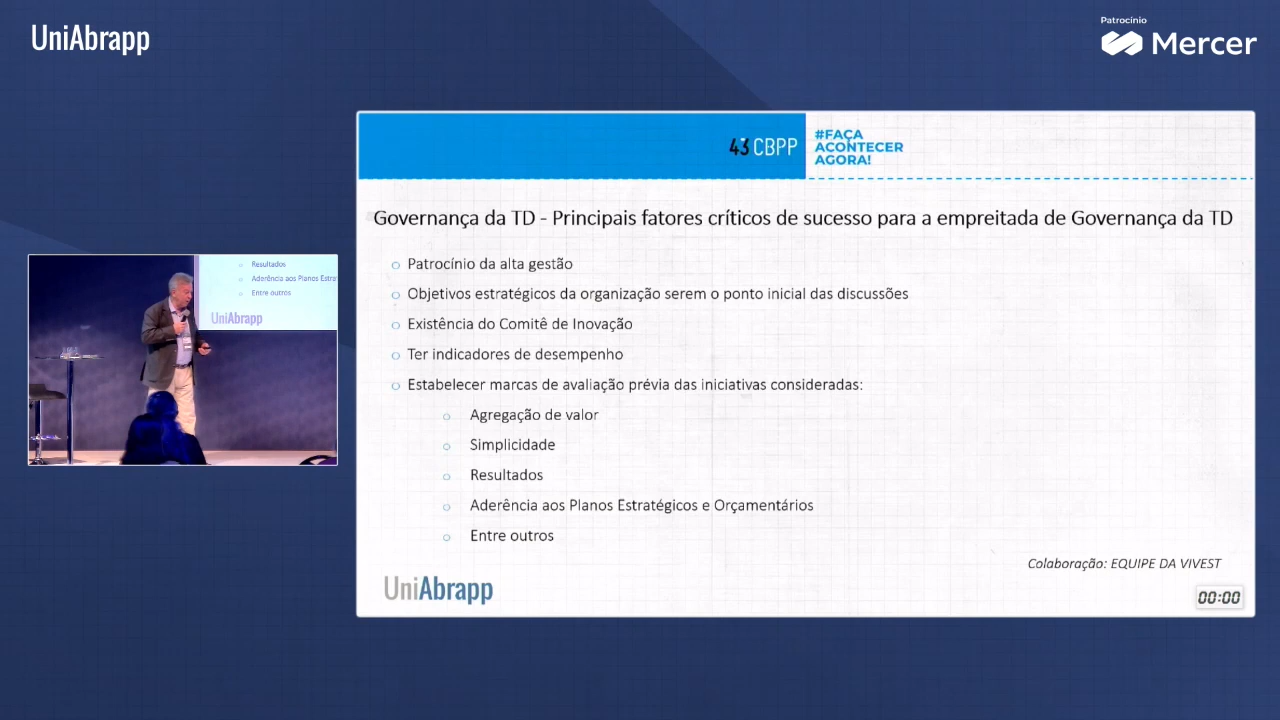 UniAbrapp
Patrocínio
Mercer
43 CBPP
#FAÇA
ACONTECER
AGORA!
Governança da TD - Principais fatores críticos de sucesso para a empreitada de Governança da TD
Patrocínio da alta gestão
Objetivos estratégicos da organização serem o ponto inicial das discussões
Existência do Comitê de Inovação
Ter indicadores de desempenho
Estabelecer marcas de avaliação prévia das iniciativas consideradas:
Agregação de valor
Simplicidade
Resultados
Aderência aos Planos Estratégicos e Orçamentários
Entre outros
Colaboração: EQUIPE DA VIVEST
UniAbrapp
00:00
Resultados
Aderência aos Planos Estra
Entre outros
UniAbrapp